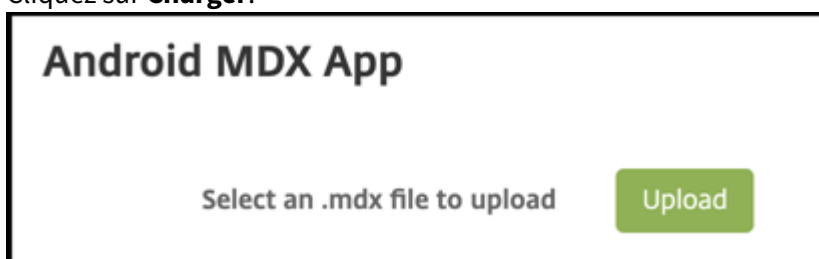 Cliquez sur Charger.
Android MDX App
Select an .mdx file to upload
Upload